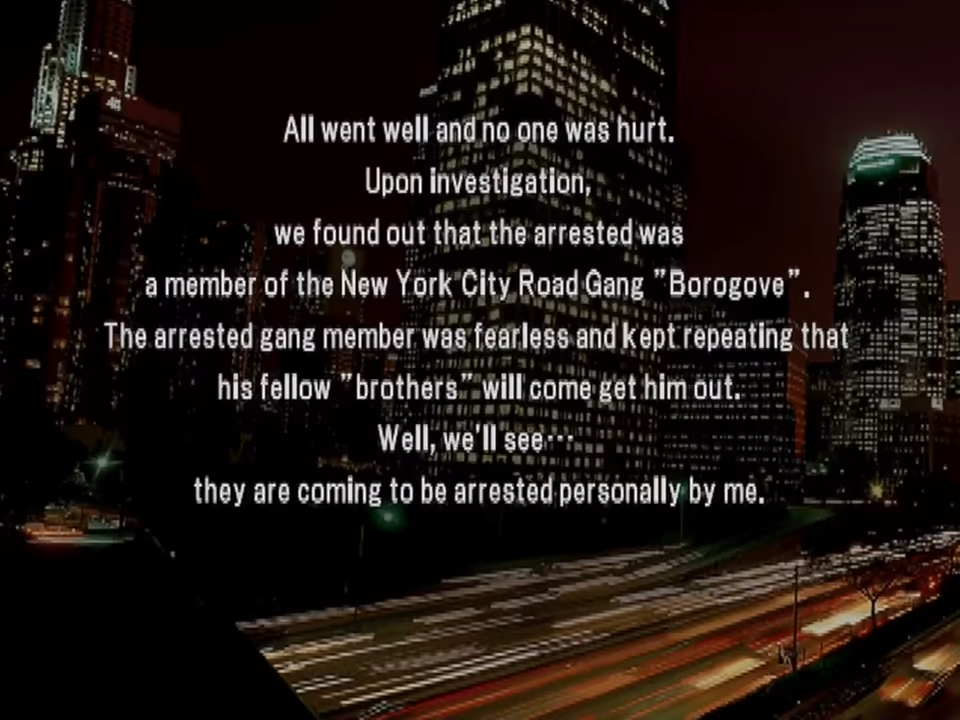 All went well and no one was hurt.
Upon investigation,
we found out that the arrested was
a member of the New York City Road Gang ”Borogove”.
The arrested gang member was fearless and kept repeating that
his fellow ”brothers” will come get him out.
Well, we'll see…
they are coming to be arrested personally by me.